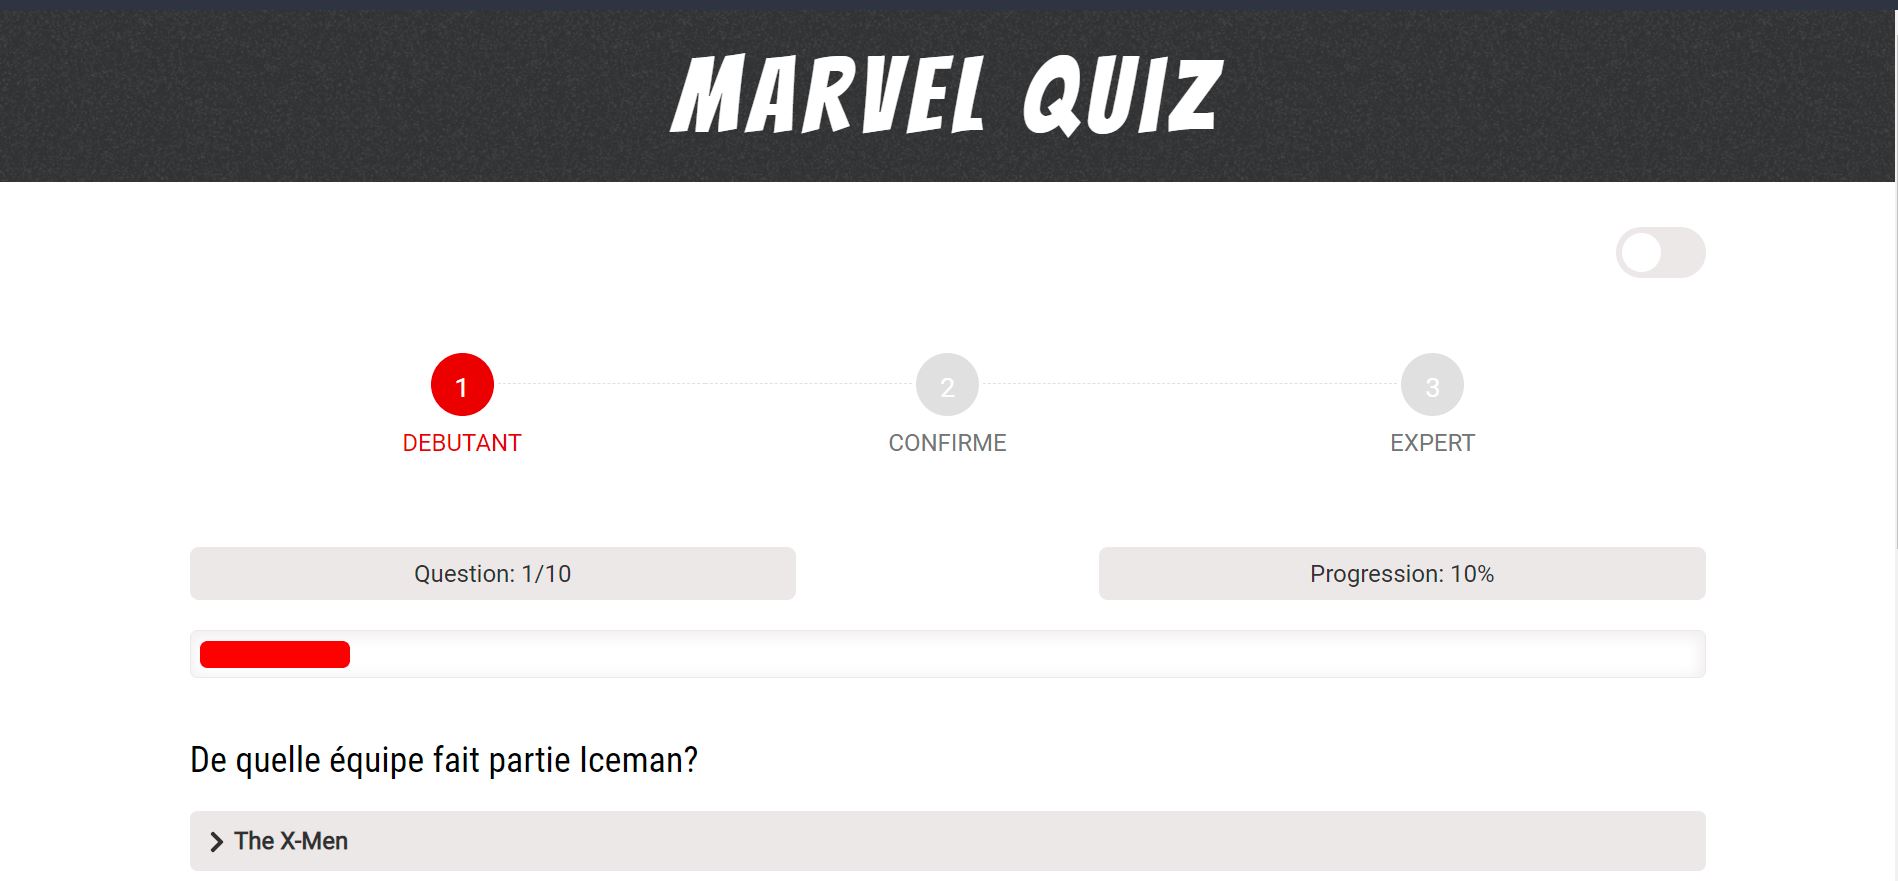 MARVEL QUIZ
1
2
3
DEBUTANT
CONFIRME
EXPERT
Question: 1/10
Progression: 10%
De quelle équipe fait partie Iceman?
The X-Men